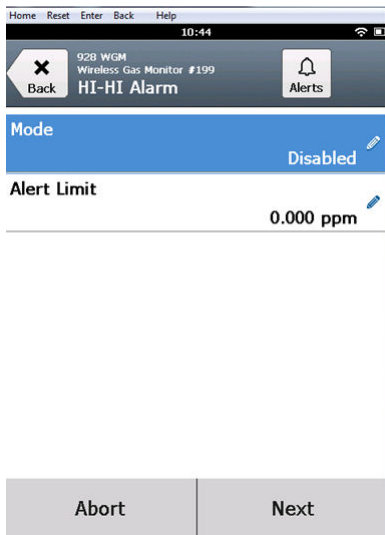 Home Reset Enter Back Help
10:44
928 WGM
Wireless Gas Monitor #199
Back HI-HI Alarm Alerts
Mode
Disabled
Alert Limit
0.000 ppm
Abort Next